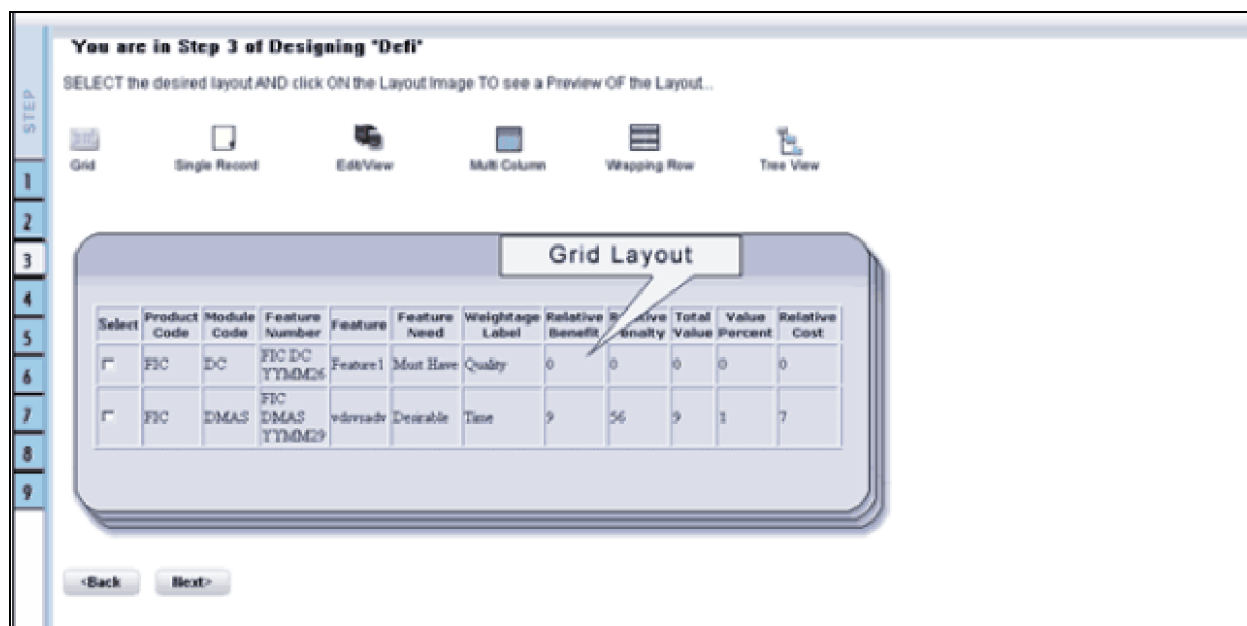 You are in Step 3 of Designing "Defi"
SELECT the desired layout AND click ON the Layout Image TO see a Preview OF the Layout...
STEP
Grid Single Record Edit/View Multi Column Wrapping Row Tree View
1
2
3
4
5
6
7
8
9
Grid Layout
Select Product Code Module Code Feature Number Feature Feature Need Weightage Label Relative Benefit Total Value Value Percent Relative Cost
FIC DC FIC DC YYMM26 Feature1 Must Have Quality 0 0 0 0 0
FIC DMAS FIC DMAS YYMM29 Desirable Time 9 56 9 1 7
<Back Next>